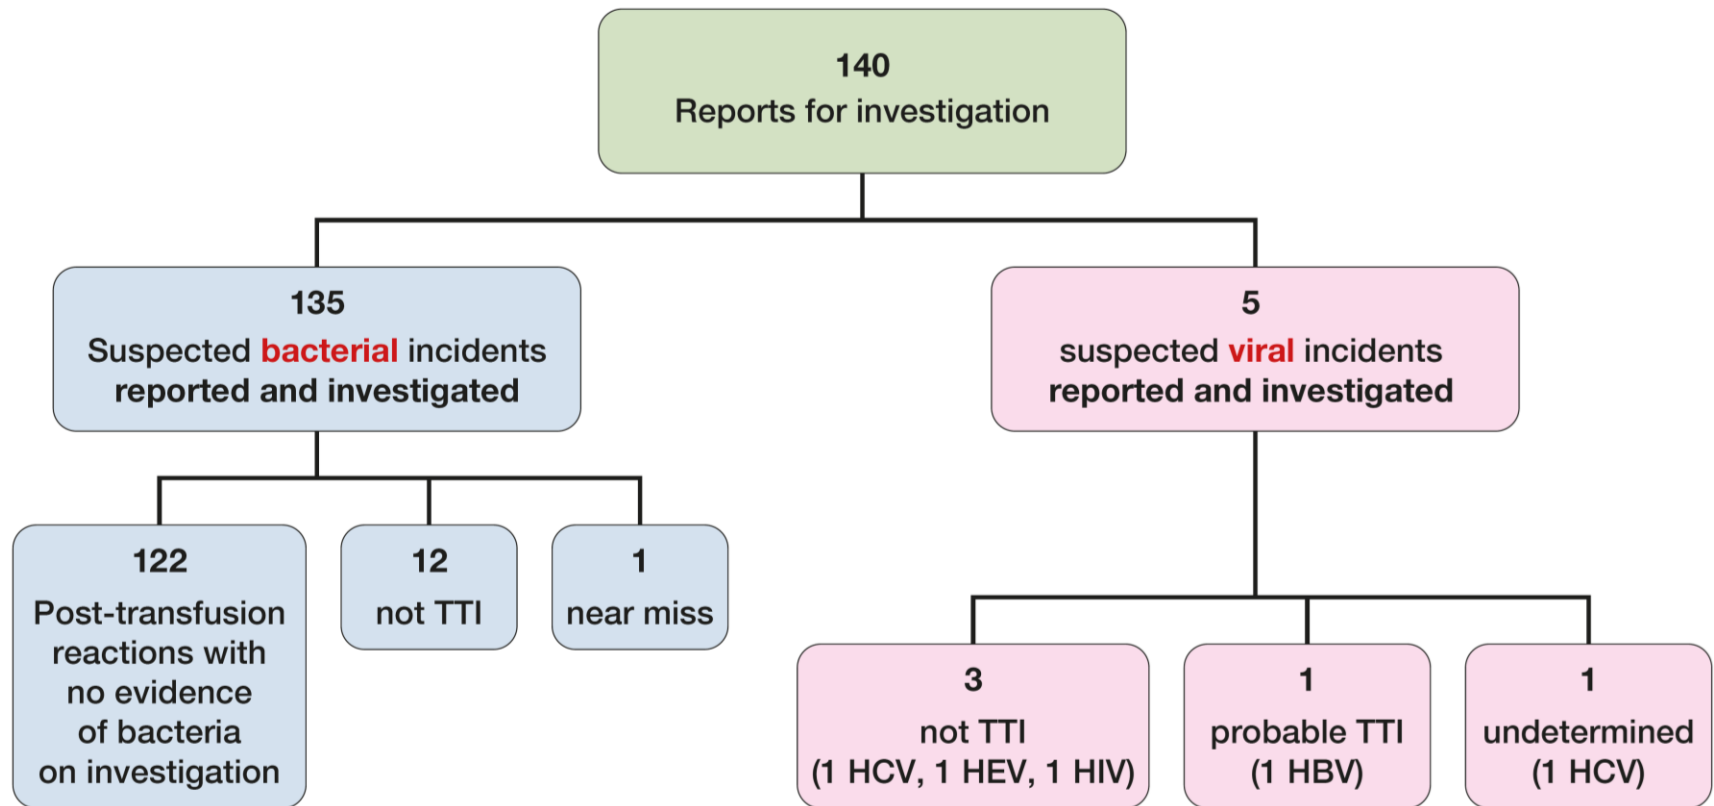 140
Reports for investigation
135
Suspected bacterial incidents
reported and investigated
5
suspected viral incidents
reported and investigated
122
Post-transfusion
reactions with
no evidence
of bacteria
on investigation
12
not TTI
1
near miss
3
not TTI
(1 HCV, 1 HEV, 1 HIV)
1
probable TTI
(1 HBV)
1
undetermined
(1 HCV)